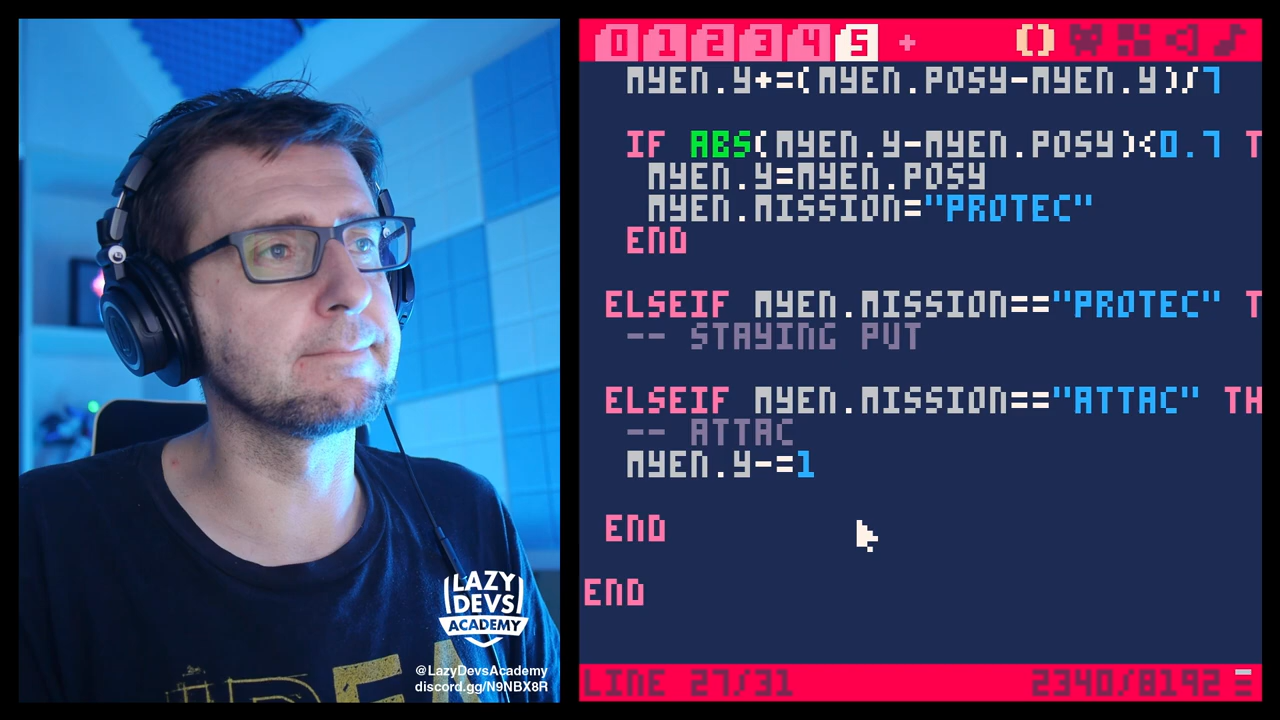 0 1 2 3 4 5 +
MYEN.Y+=(MYEN.POSY-MYEN.Y)/7
IF ABS(MYEN.Y-MYEN.POSY)<0.7 T
MYEN.Y=MYEN.POSY
MYEN.MISSION="PROTEC"
END
ELSEIF MYEN.MISSION=="PROTEC" T
-- STAYING PUT
ELSEIF MYEN.MISSION=="ATTAC" TH
-- ATTAC
MYEN.Y-=1
END
END
LINE 27/31 2340/8192
LAZY
DEVS
ACADEMY
@LazyDevsAcademy
discord.gg/N9NBX8R